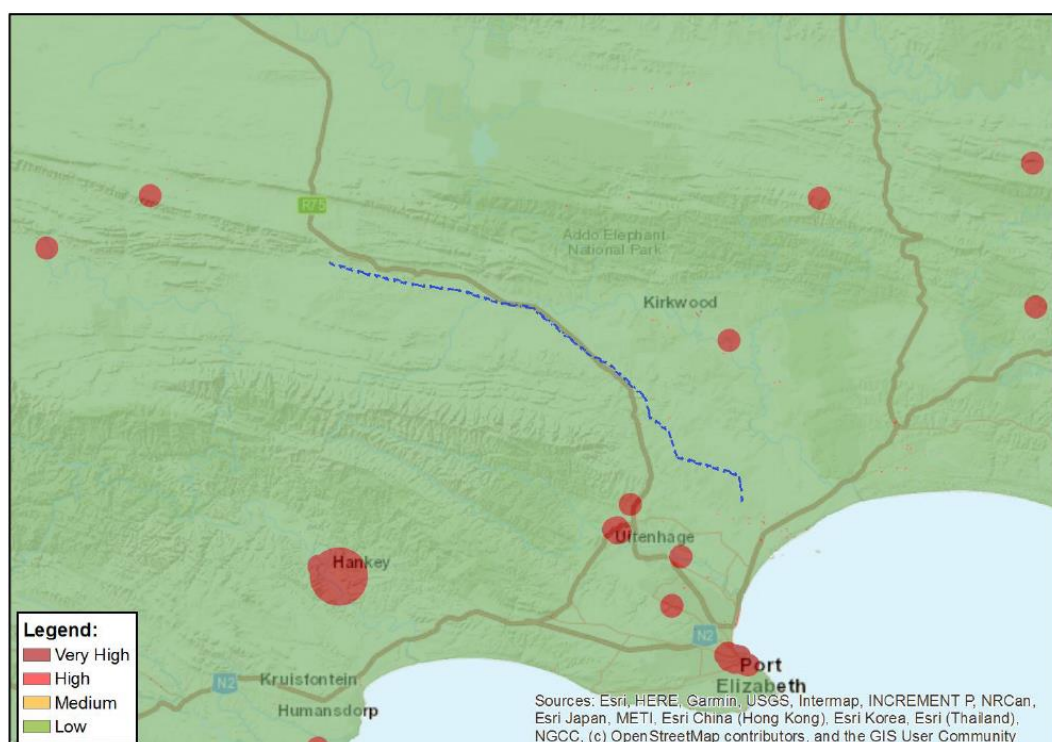 R75
Addo Elephant
National Park
Kirkwood
Uitenhage
Hankey
Legend:
Very High
High
Medium
Low
N2
Kruisfontein
Humansdorp
N2
Port
Elizabeth
Sources: Esri, HERE, Garmin, USGS, Intermap, INCREMENT P, NRCan,
Esri Japan, METI, Esri China (Hong Kong), Esri Korea, Esri (Thailand),
NGCC, (c) OpenStreetMap contributors, and the GIS User Community